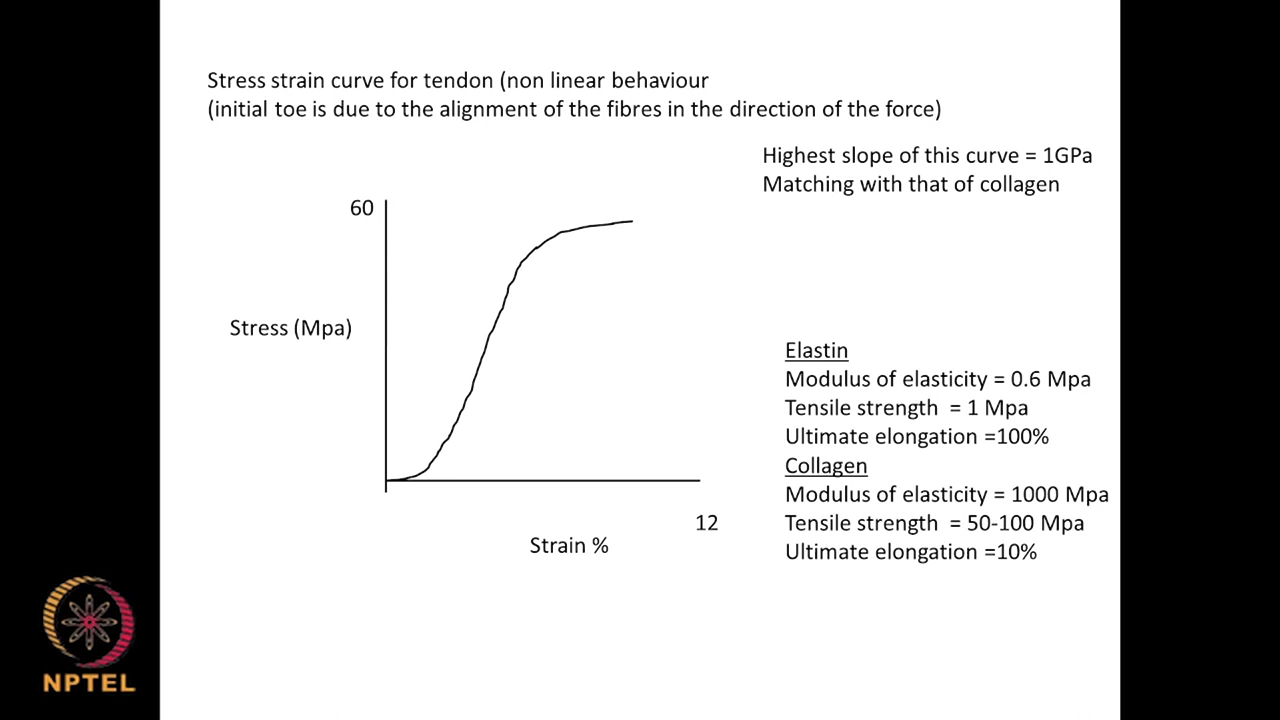 Stress strain curve for tendon (non linear behaviour
(initial toe is due to the alignment of the fibres in the direction of the force)
Highest slope of this curve = 1GPa
Matching with that of collagen
60
Stress (Mpa)
12
Strain %
Elastin
Modulus of elasticity = 0.6 Mpa
Tensile strength  = 1 Mpa
Ultimate elongation =100%
Collagen
Modulus of elasticity = 1000 Mpa
Tensile strength  = 50-100 Mpa
Ultimate elongation =10%
NPTEL